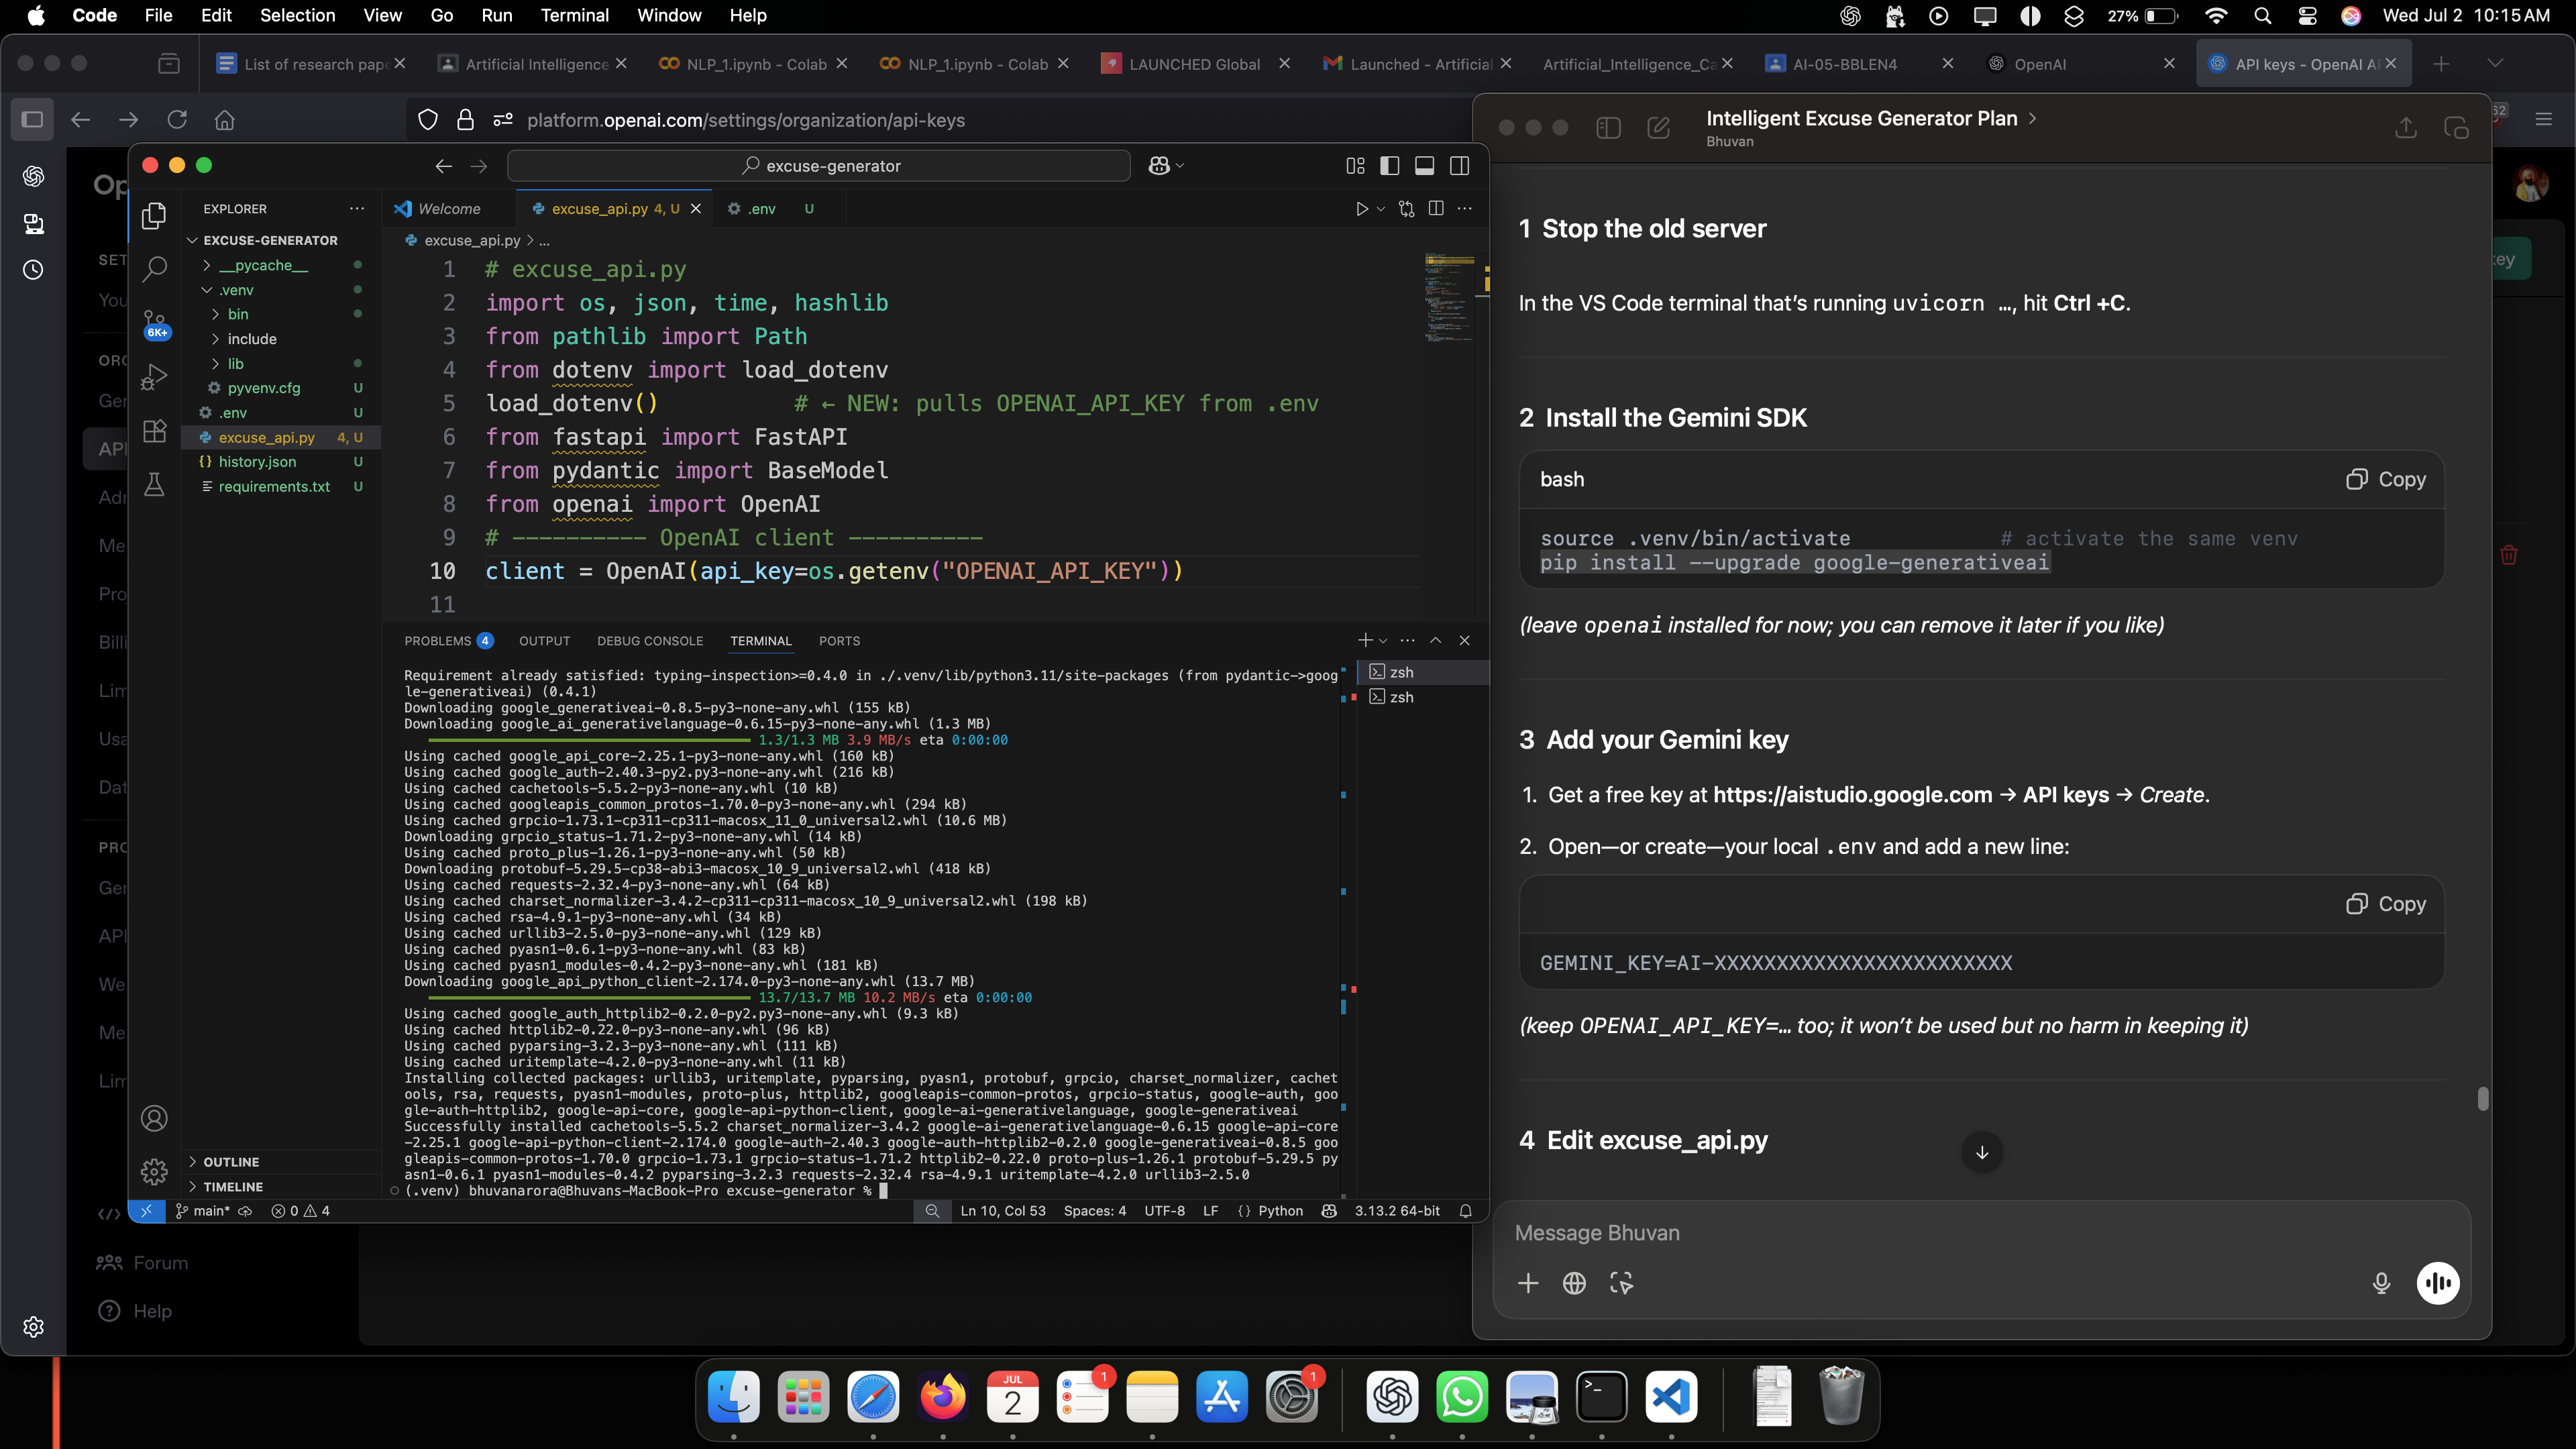 Code File Edit Selection View Go Run Terminal Window Help
27% Wed Jul 2 10:15 AM
List of research pape
Artificial Intelligence
NLP_1.ipynb - Colab
NLP_1.ipynb - Colab
LAUNCHED Global
Launched - Artificial
Artificial_Intelligence_Ca
AI-05-BBLEN4
OpenAI
API keys - OpenAI A
platform.openai.com/settings/organization/api-keys
62
Op
SET
You
ORG
Ger
API
Adr
Me
Pro
Billi
Lim
Usa
Dat
PRO
Ger
API
We
Me
Lim
Forum
Help
ey
excuse-generator
EXPLORER
EXCUSE-GENERATOR
__pycache__
.venv
bin
include
lib
pyvenv.cfg U
.env U
excuse_api.py 4, U
history.json U
requirements.txt U
6K+
OUTLINE
TIMELINE
Welcome
excuse_api.py 4, U
.env U
excuse_api.py > ...
1 # excuse_api.py
2 import os, json, time, hashlib
3 from pathlib import Path
4 from dotenv import load_dotenv
5 load_dotenv() # ← NEW: pulls OPENAI_API_KEY from .env
6 from fastapi import FastAPI
7 from pydantic import BaseModel
8 from openai import OpenAI
9 # ---------- OpenAI client ----------
10 client = OpenAI(api_key=os.getenv("OPENAI_API_KEY"))
11
PROBLEMS 4 OUTPUT DEBUG CONSOLE TERMINAL PORTS
zsh
zsh
Requirement already satisfied: typing-inspection>=0.4.0 in ./.venv/lib/python3.11/site-packages (from pydantic->goog
le-generativeai) (0.4.1)
Downloading google_generativeai-0.8.5-py3-none-any.whl (155 kB)
Downloading google_ai_generativelanguage-0.6.15-py3-none-any.whl (1.3 MB)
1.3/1.3 MB 3.9 MB/s eta 0:00:00
Using cached google_api_core-2.25.1-py3-none-any.whl (160 kB)
Using cached google_auth-2.40.3-py2.py3-none-any.whl (216 kB)
Using cached cachetools-5.5.2-py3-none-any.whl (10 kB)
Using cached googleapis_common_protos-1.70.0-py3-none-any.whl (294 kB)
Using cached grpcio-1.73.1-cp311-cp311-macosx_11_0_universal2.whl (10.6 MB)
Downloading grpcio_status-1.71.2-py3-none-any.whl (14 kB)
Using cached proto_plus-1.26.1-py3-none-any.whl (50 kB)
Downloading protobuf-5.29.5-cp38-abi3-macosx_10_9_universal2.whl (418 kB)
Using cached requests-2.32.4-py3-none-any.whl (64 kB)
Using cached charset_normalizer-3.4.2-cp311-cp311-macosx_10_9_universal2.whl (198 kB)
Using cached rsa-4.9.1-py3-none-any.whl (34 kB)
Using cached urllib3-2.5.0-py3-none-any.whl (129 kB)
Using cached pyasn1-0.6.1-py3-none-any.whl (83 kB)
Using cached pyasn1_modules-0.4.2-py3-none-any.whl (181 kB)
Downloading google_api_python_client-2.174.0-py3-none-any.whl (13.7 MB)
13.7/13.7 MB 10.2 MB/s eta 0:00:00
Using cached google_auth_httplib2-0.2.0-py2.py3-none-any.whl (9.3 kB)
Using cached httplib2-0.22.0-py3-none-any.whl (96 kB)
Using cached pyparsing-3.2.3-py3-none-any.whl (111 kB)
Using cached uritemplate-4.2.0-py3-none-any.whl (11 kB)
Installing collected packages: urllib3, uritemplate, pyparsing, pyasn1, protobuf, grpcio, charset_normalizer, cachet
ools, rsa, requests, pyasn1-modules, proto-plus, httplib2, googleapis-common-protos, grpcio-status, google-auth, goo
gle-auth-httplib2, google-api-core, google-api-python-client, google-ai-generativelanguage, google-generativeai
Successfully installed cachetools-5.5.2 charset_normalizer-3.4.2 google-ai-generativelanguage-0.6.15 google-api-core
-2.25.1 google-api-python-client-2.174.0 google-auth-2.40.3 google-auth-httplib2-0.2.0 google-generativeai-0.8.5 goo
gleapis-common-protos-1.70.0 grpcio-1.73.1 grpcio-status-1.71.2 httplib2-0.22.0 proto-plus-1.26.1 protobuf-5.29.5 py
asn1-0.6.1 pyasn1-modules-0.4.2 pyparsing-3.2.3 requests-2.32.4 rsa-4.9.1 uritemplate-4.2.0 urllib3-2.5.0
(.venv) bhuvanarora@Bhuvans-MacBook-Pro excuse-generator %
main* 0 4 Ln 10, Col 53 Spaces: 4 UTF-8 LF {} Python 3.13.2 64-bit
Intelligent Excuse Generator Plan >
Bhuvan
1 Stop the old server
In the VS Code terminal that's running uvicorn …, hit Ctrl +C.
2 Install the Gemini SDK
bash Copy
source .venv/bin/activate # activate the same venv
pip install --upgrade google-generativeai
(leave openai installed for now; you can remove it later if you like)
3 Add your Gemini key
1. Get a free key at https://aistudio.google.com → API keys → Create.
2. Open—or create—your local .env and add a new line:
Copy
GEMINI_KEY=AI-XXXXXXXXXXXXXXXXXXXXXXXX
(keep OPENAI_API_KEY=… too; it won't be used but no harm in keeping it)
4 Edit excuse_api.py
Message Bhuvan
JUL
2
1
1